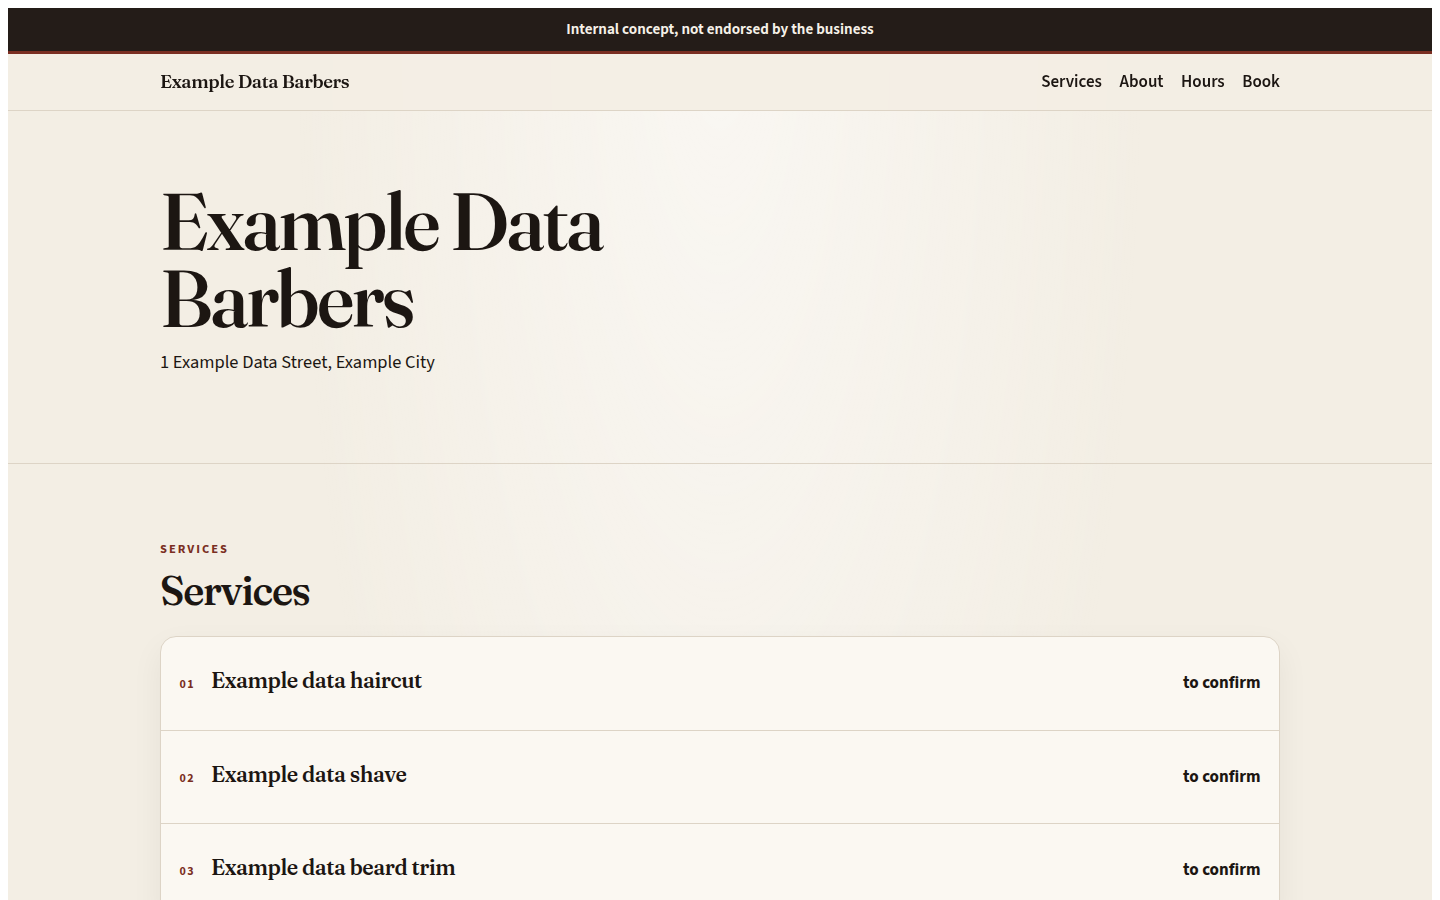 Internal concept, not endorsed by the business
Example Data Barbers
Services About Hours Book
Example Data
Barbers
1 Example Data Street, Example City
SERVICES
Services
01 Example data haircut to confirm
02 Example data shave to confirm
03 Example data beard trim to confirm